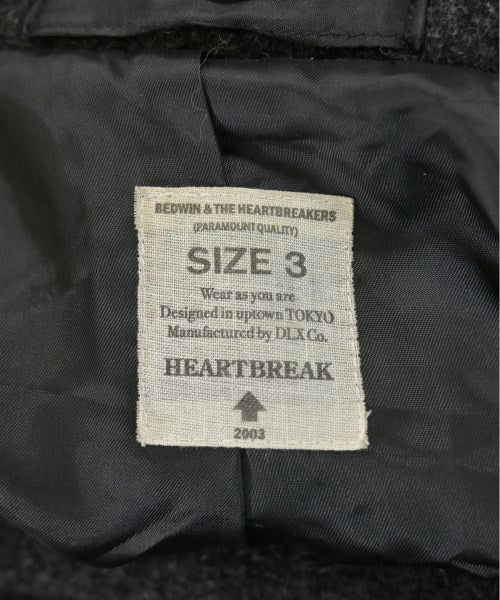 BEDWIN & THE HEARTBREAKERS
(PARAMOUNT QUALITY)
SIZE 3
Wear as you are
Designed in uptown TOKYO
Manufactured by DLX Co.
HEARTBREAK
2003